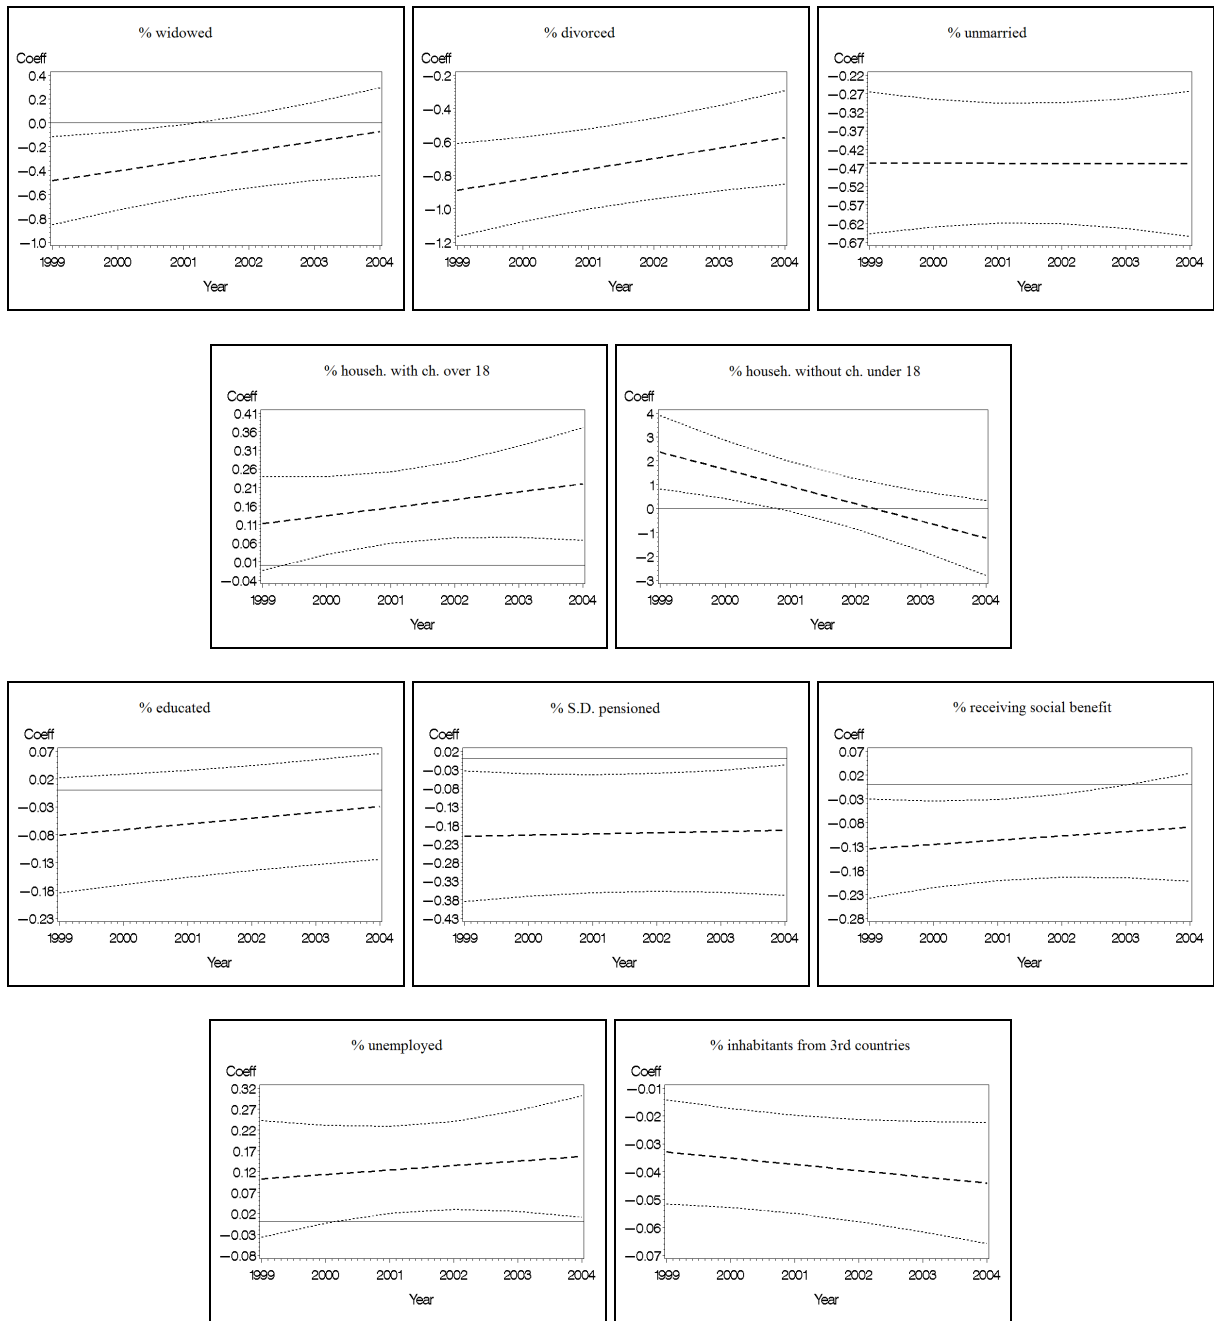 % widowed
Coeff
0.4
0.2
0.0
−0.2
−0.4
−0.6
−0.8
−1.0
1999 2000 2001 2002 2003 2004
Year
% divorced
Coeff
−0.2
−0.4
−0.6
−0.8
−1.0
−1.2
1999 2000 2001 2002 2003 2004
Year
% unmarried
Coeff
−0.22
−0.27
−0.32
−0.37
−0.42
−0.47
−0.52
−0.57
−0.62
−0.67
1999 2000 2001 2002 2003 2004
Year
% househ. with ch. over 18
Coeff
0.41
0.36
0.31
0.26
0.21
0.16
0.11
0.06
0.01
−0.04
1999 2000 2001 2002 2003 2004
Year
% househ. without ch. under 18
Coeff
4
3
2
1
0
−1
−2
−3
1999 2000 2001 2002 2003 2004
Year
% educated
Coeff
0.07
0.02
−0.03
−0.08
−0.13
−0.18
−0.23
1999 2000 2001 2002 2003 2004
Year
% S.D. pensioned
Coeff
0.02
−0.03
−0.08
−0.13
−0.18
−0.23
−0.28
−0.33
−0.38
−0.43
1999 2000 2001 2002 2003 2004
Year
% receiving social benefit
Coeff
0.07
0.02
−0.03
−0.08
−0.13
−0.18
−0.23
−0.28
1999 2000 2001 2002 2003 2004
Year
% unemployed
Coeff
0.32
0.27
0.22
0.17
0.12
0.07
0.02
−0.03
−0.08
1999 2000 2001 2002 2003 2004
Year
% inhabitants from 3rd countries
Coeff
−0.01
−0.02
−0.03
−0.04
−0.05
−0.06
−0.07
1999 2000 2001 2002 2003 2004
Year